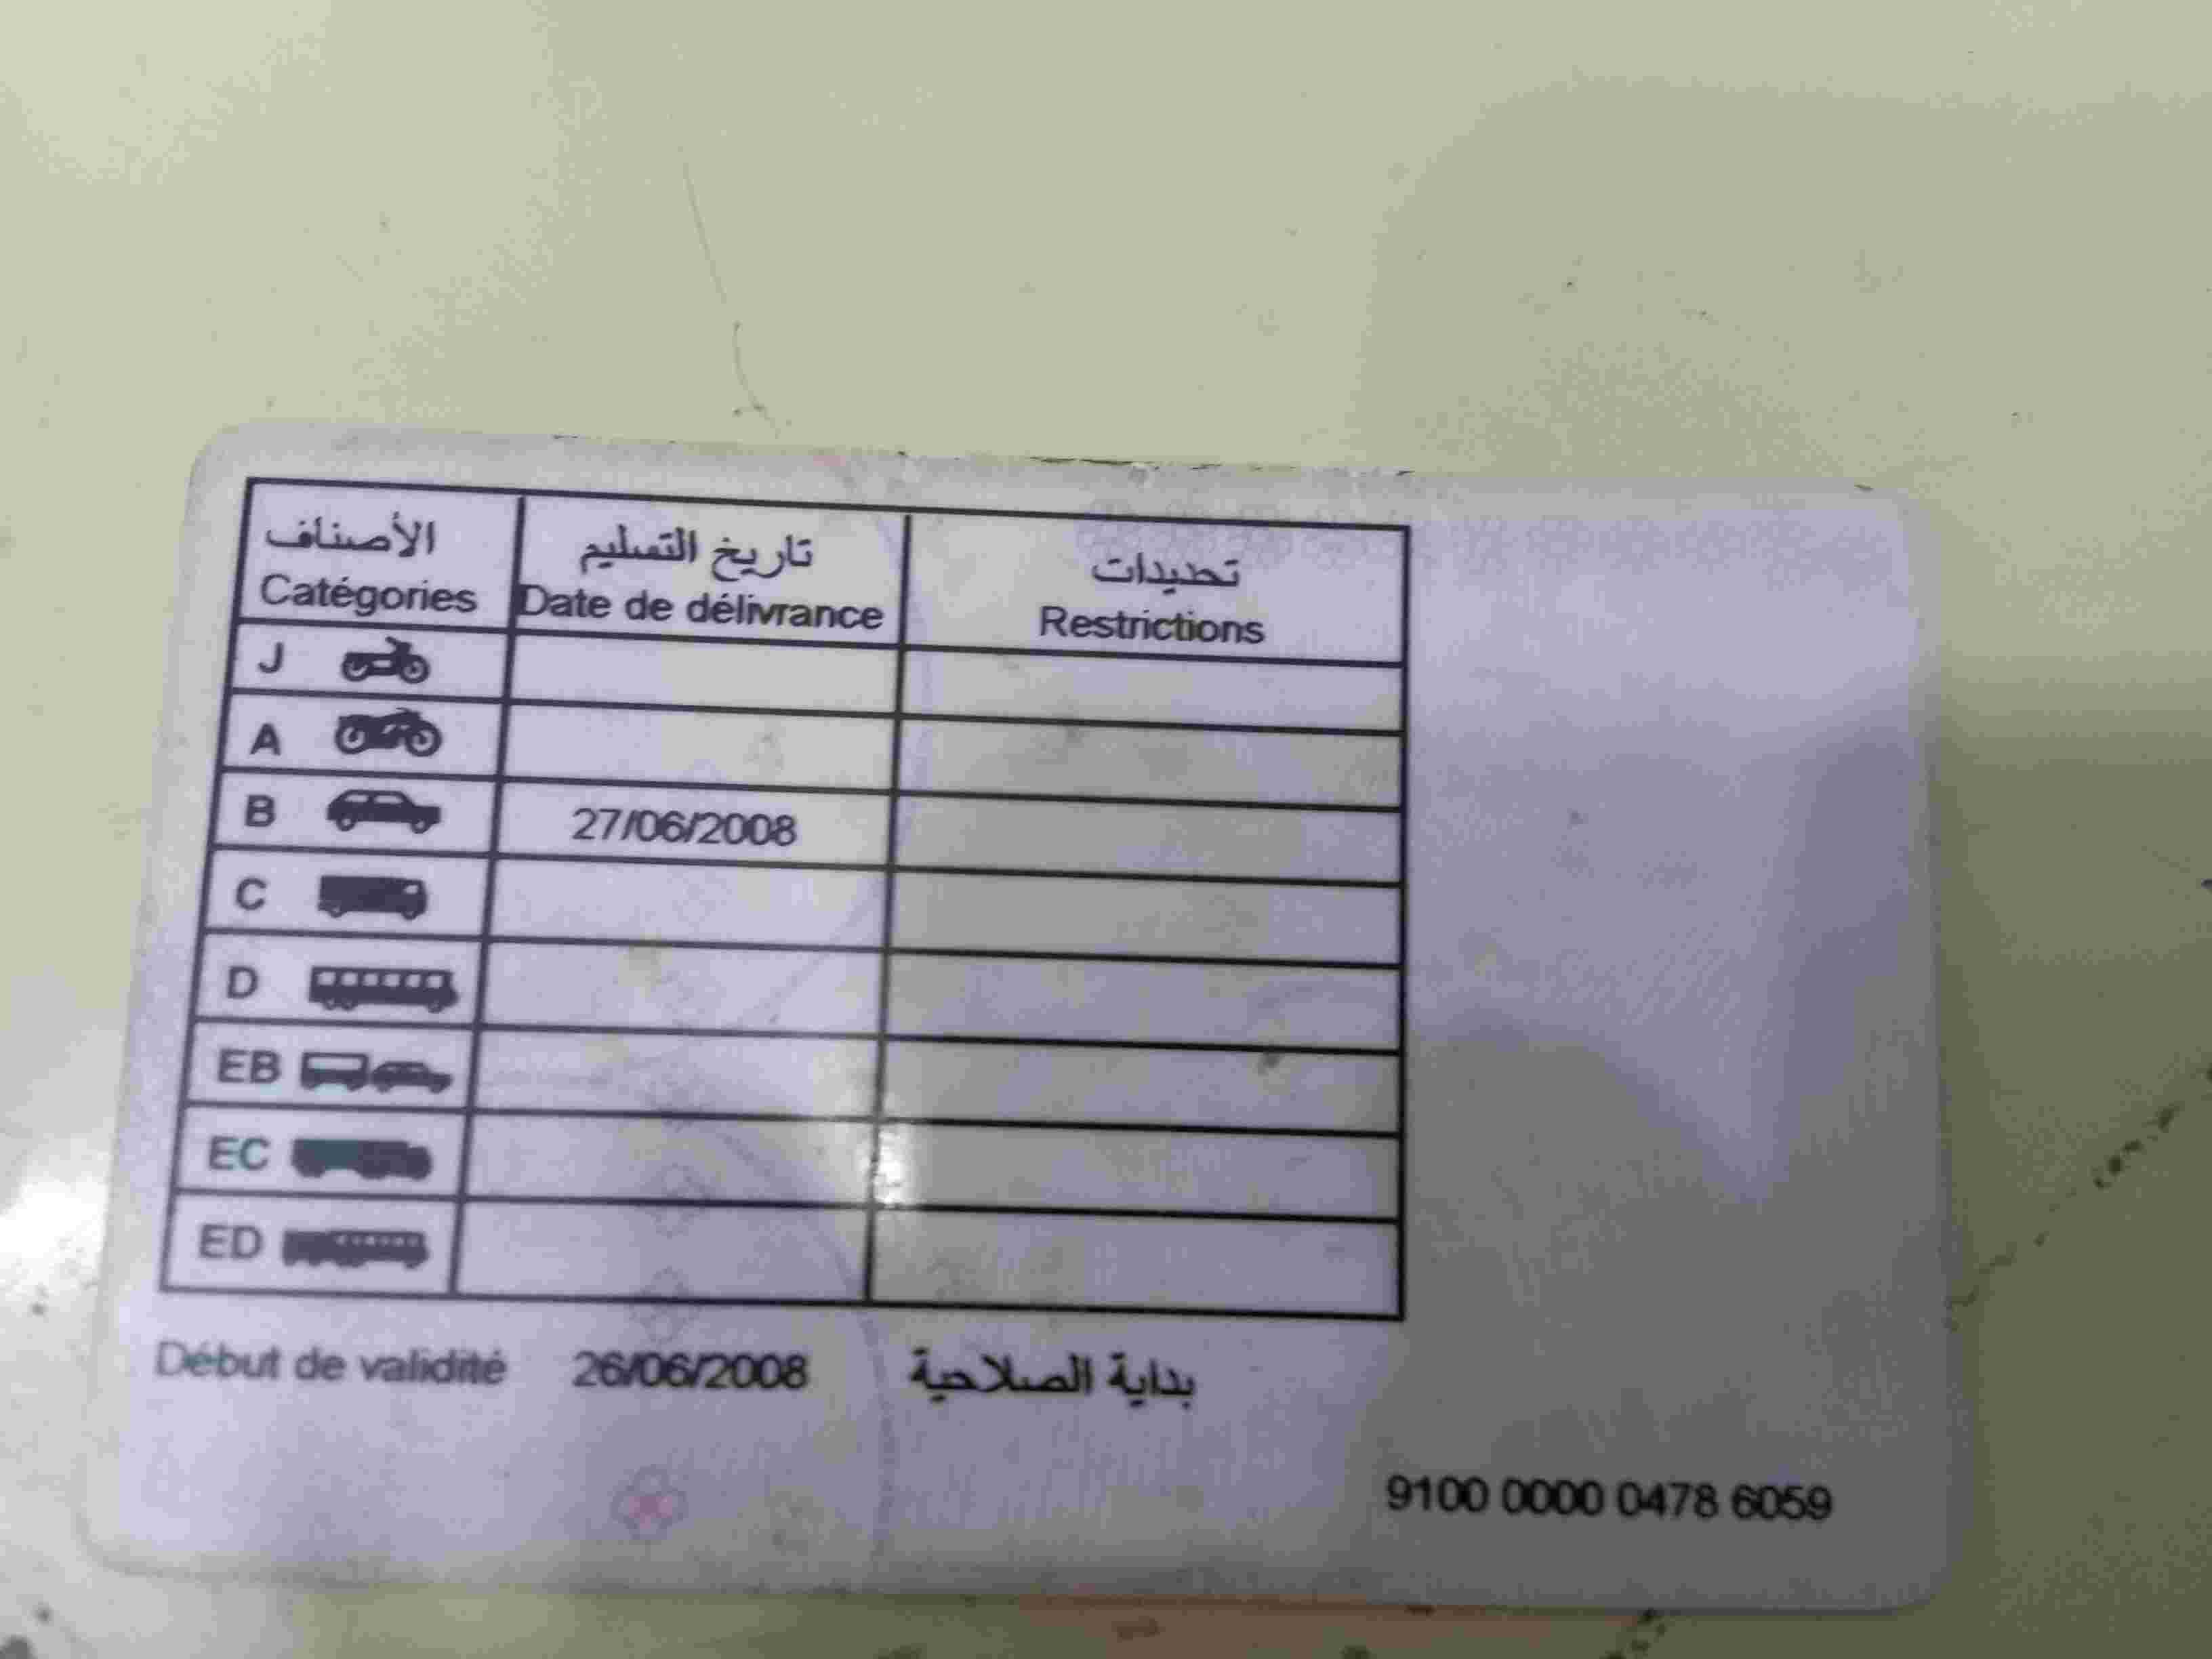 الأصناف
Catégories
تاريخ التسليم
Date de délivrance
تحديدات
Restrictions
J
A
B 27/06/2008
C
D
EB
EC
ED
Début de validité 26/06/2008 بداية الصلاحية
9100 0000 0478 6059